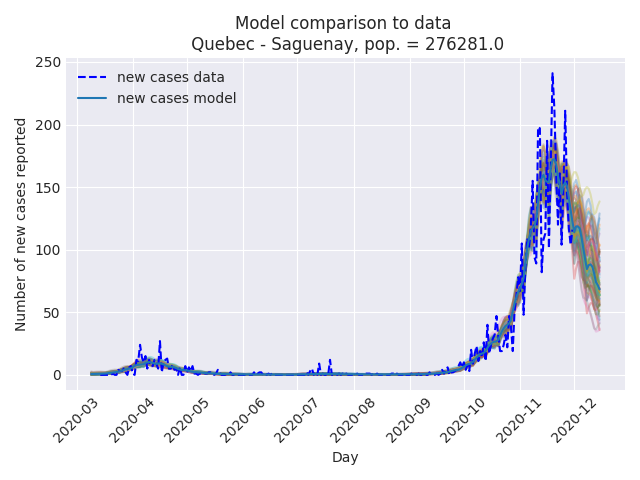 Model comparison to data
Quebec - Saguenay, pop. = 276281.0
new cases data
new cases model
Number of new cases reported
250
200
150
100
50
0
2020-03
2020-04
2020-05
2020-06
2020-07
2020-08
2020-09
2020-10
2020-11
2020-12
Day